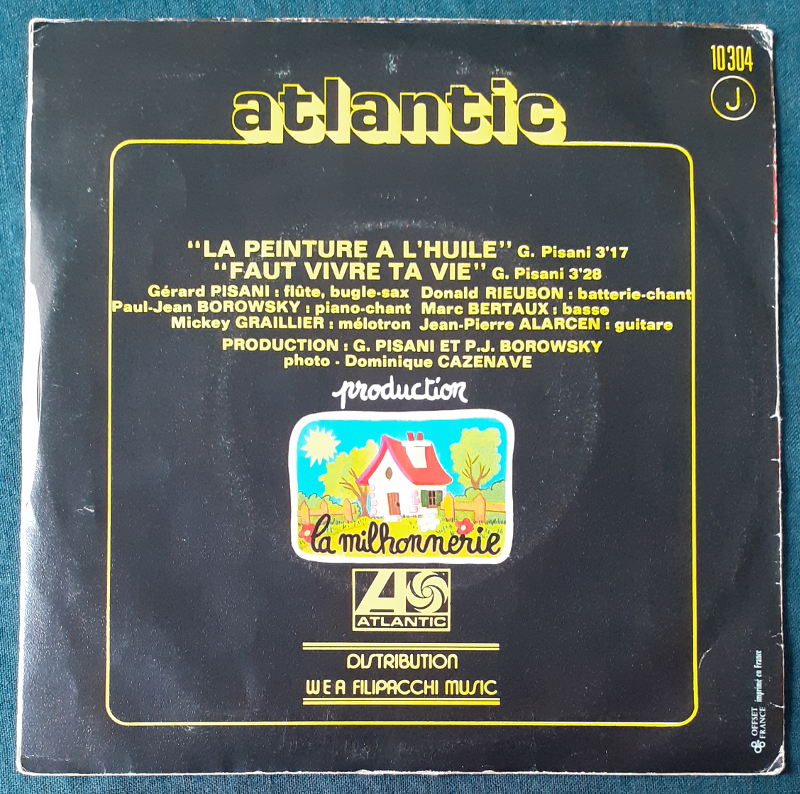 10 304
J
atlantic
"LA PEINTURE A L'HUILE" G. Pisani 3'17
"FAUT VIVRE TA VIE" G. Pisani 3'28
Gérard PISANI : flûte, bugle-sax Donald RIEUBON : batterie-chant
Paul-Jean BOROWSKY : piano-chant Marc BERTAUX : basse
Mickey GRAILLIER : mélotron Jean-Pierre ALARCEN : guitare
PRODUCTION : G. PISANI ET P.J. BOROWSKY
photo - Dominique CAZENAVE
production
la milhonnerie
A
ATLANTIC
DISTRIBUTION
WEA FILIPACCHI MUSIC
OFFSET
FRANCE imprimé en France